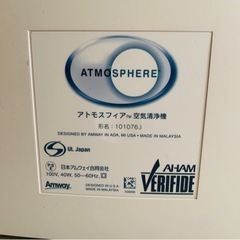 ATMOSPHERE
アトモスフィア™ 空気清浄機
形名：101076J
DESIGNED BY AMWAY IN ADA, MI USA • MADE IN MALAYSIA
UL Japan
日本アムウェイ合同会社
100V, 40W, 50—60Hz
Amway
DESIGNED IN U.S.A.
MADE IN MALAYSIA
AHAM
VERIFIDE